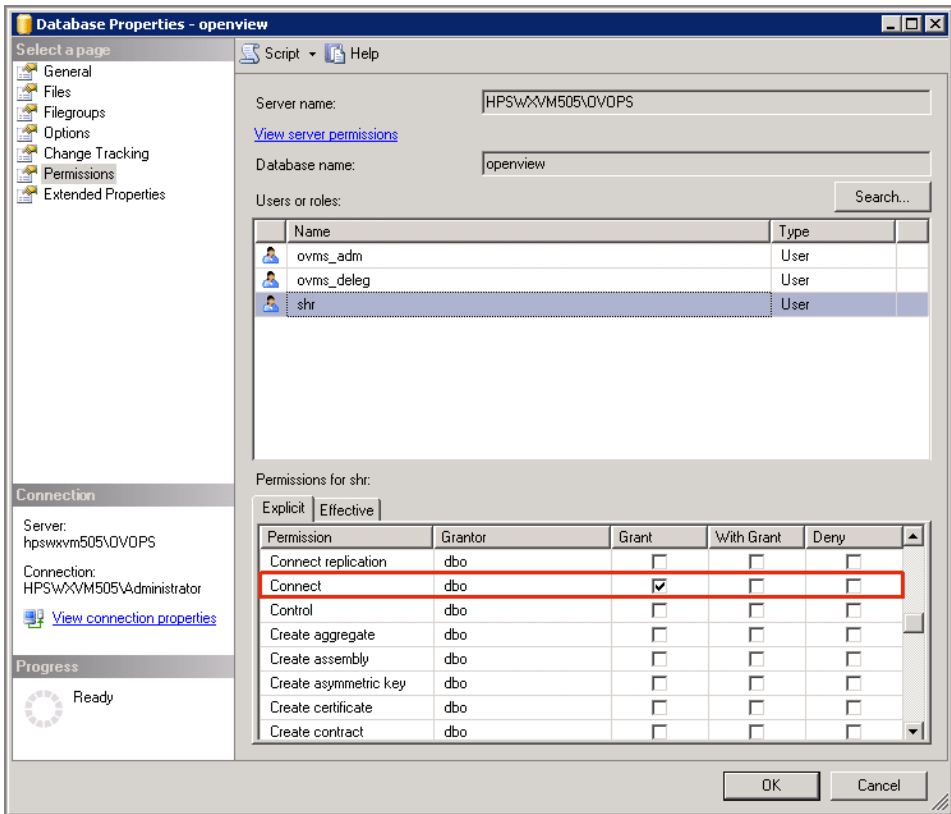 Database Properties - openview
Select a page
General
Files
Filegroups
Options
Change Tracking
Permissions
Extended Properties
Script Help
Server name: HPSWXVM505\OVOPS
View server permissions
Database name: openview
Users or roles: Search...
Name Type
ovms_adm User
ovms_deleg User
shr User
Permissions for shr:
Explicit Effective
Permission Grantor Grant With Grant Deny
Connect replication dbo
Connect dbo
Control dbo
Create aggregate dbo
Create assembly dbo
Create asymmetric key dbo
Create certificate dbo
Create contract dbo
Connection
Server:
hpswxvm505\OVOPS
Connection:
HPSWXVM505\Administrator
View connection properties
Progress
Ready
OK Cancel